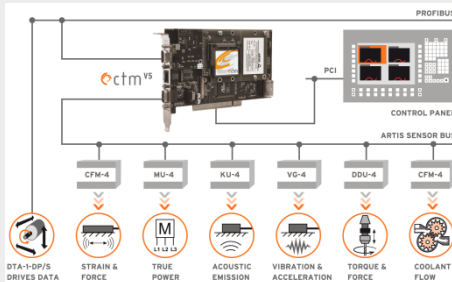 PROFIBUS
ctm V5
PCI
CONTROL PANEL
ARTIS SENSOR BUS
CFM-4
MU-4
KU-4
VG-4
DDU-4
CFM-4
M
L1 L2 L3
DTA-1-DP/S
DRIVES DATA
STRAIN &
FORCE
TRUE
POWER
ACOUSTIC
EMISSION
VIBRATION &
ACCELERATION
TORQUE &
FORCE
COOLANT
FLOW